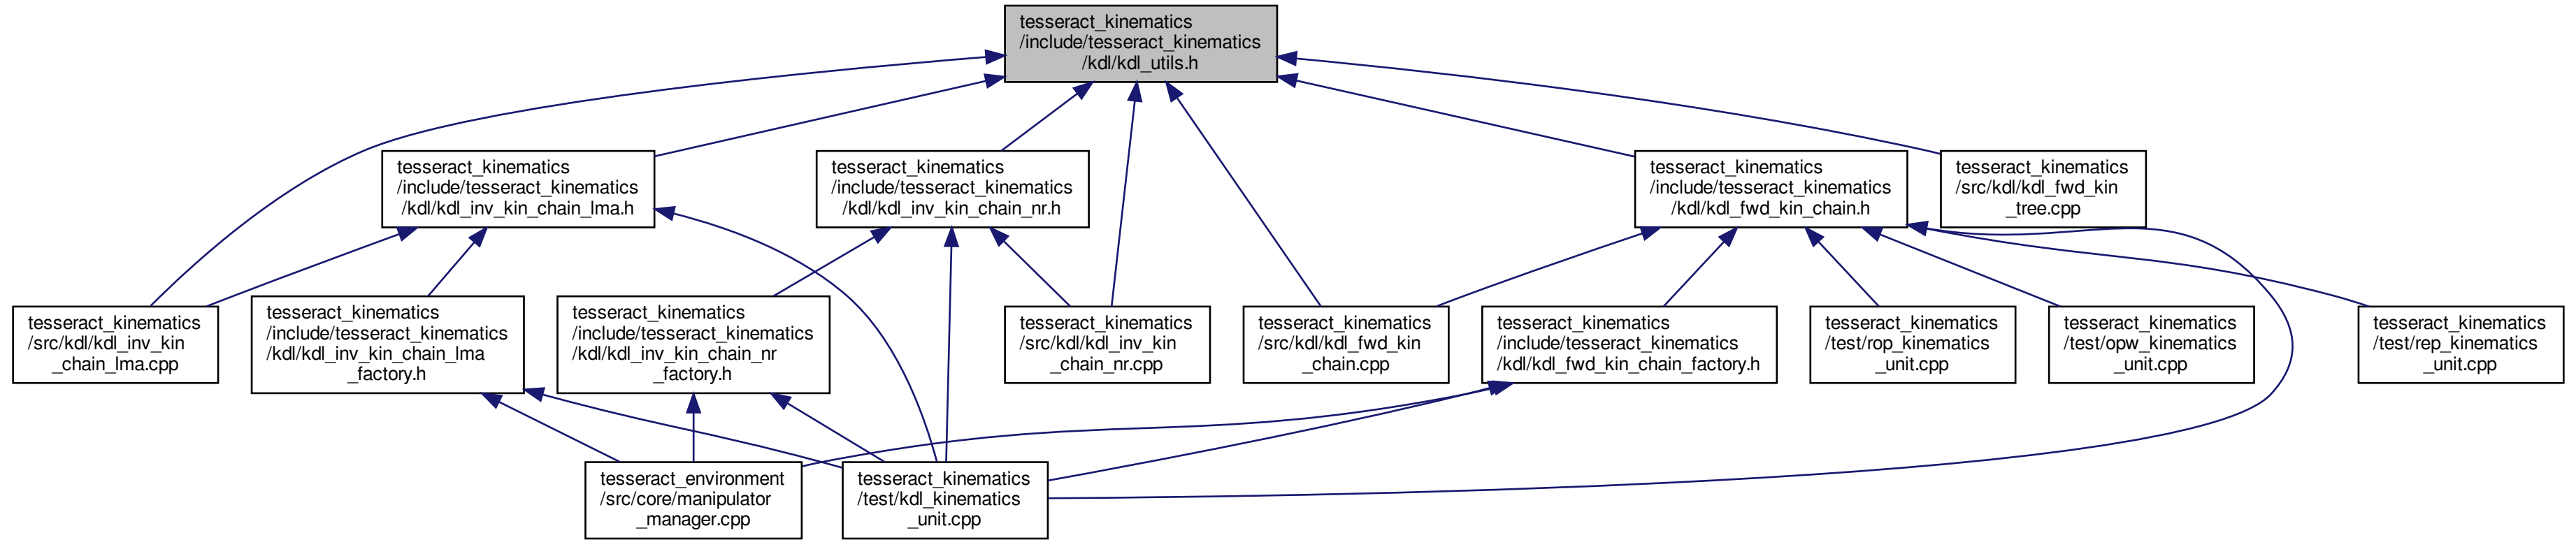 tesseract_kinematics
/include/tesseract_kinematics
/kdl/kdl_utils.h
tesseract_kinematics
/include/tesseract_kinematics
/kdl/kdl_inv_kin_chain_lma.h
tesseract_kinematics
/include/tesseract_kinematics
/kdl/kdl_inv_kin_chain_nr.h
tesseract_kinematics
/include/tesseract_kinematics
/kdl/kdl_fwd_kin_chain.h
tesseract_kinematics
/src/kdl/kdl_fwd_kin
_tree.cpp
tesseract_kinematics
/src/kdl/kdl_inv_kin
_chain_lma.cpp
tesseract_kinematics
/include/tesseract_kinematics
/kdl/kdl_inv_kin_chain_lma
_factory.h
tesseract_kinematics
/include/tesseract_kinematics
/kdl/kdl_inv_kin_chain_nr
_factory.h
tesseract_kinematics
/src/kdl/kdl_inv_kin
_chain_nr.cpp
tesseract_kinematics
/src/kdl/kdl_fwd_kin
_chain.cpp
tesseract_kinematics
/include/tesseract_kinematics
/kdl/kdl_fwd_kin_chain_factory.h
tesseract_kinematics
/test/rop_kinematics
_unit.cpp
tesseract_kinematics
/test/opw_kinematics
_unit.cpp
tesseract_kinematics
/test/rep_kinematics
_unit.cpp
tesseract_environment
/src/core/manipulator
_manager.cpp
tesseract_kinematics
/test/kdl_kinematics
_unit.cpp